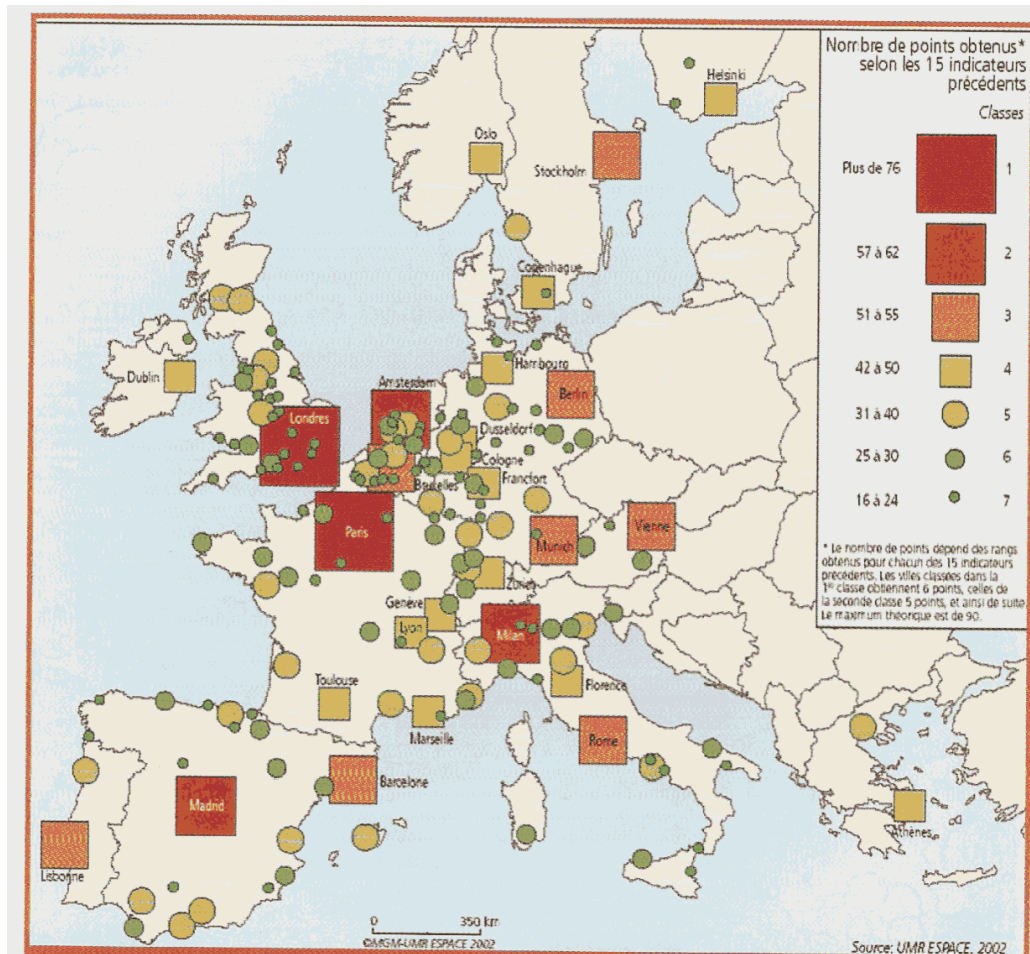 Nombre de points obtenus*
selon les 15 indicateurs
précédents
Classes
Plus de 76
1
57 à 62
2
51 à 55
3
42 à 50
4
31 à 40
5
25 à 30
6
16 à 24
7
* Le nombre de points dépend des rangs
obtenus pour chacun des 15 indicateurs
précédents. Les villes classées dans la
1re classe obtiennent 6 points, celles de
la seconde classe 5 points, et ainsi de suite.
Le maximum théorique est de 90.
Helsinki
Oslo
Stockholm
Copenhague
Dublin
Hambourg
Amsterdam
Berlin
Londres
Dusseldorf
Cologne
Bruxelles
Francfort
Paris
Munich
Vienne
Zurich
Genève
Lyon
Milan
Toulouse
Florence
Marseille
Rome
Barcelone
Madrid
Athènes
Lisbonne
0 350 km
©MGM-UMR ESPACE 2002
Source: UMR ESPACE, 2002